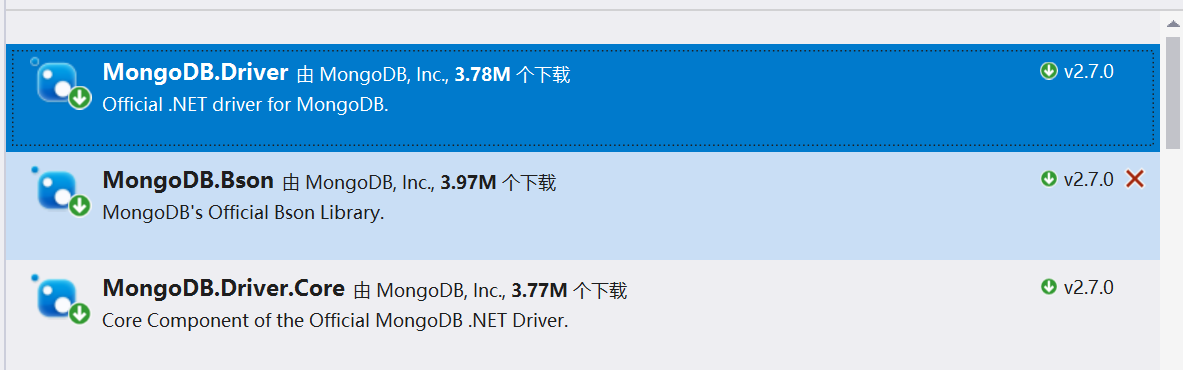 MongoDB.Driver 由 MongoDB, Inc., 3.78M 个下载 v2.7.0
Official .NET driver for MongoDB.
MongoDB.Bson 由 MongoDB, Inc., 3.97M 个下载 v2.7.0
MongoDB's Official Bson Library.
MongoDB.Driver.Core 由 MongoDB, Inc., 3.77M 个下载 v2.7.0
Core Component of the Official MongoDB .NET Driver.